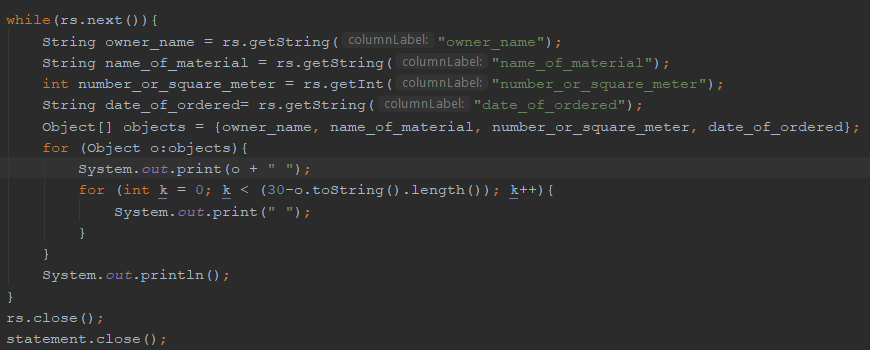 while(rs.next()){
    String owner_name = rs.getString( columnLabel: "owner_name");
    String name_of_material = rs.getString( columnLabel: "name_of_material");
    int number_or_square_meter = rs.getInt( columnLabel: "number_or_square_meter");
    String date_of_ordered= rs.getString( columnLabel: "date_of_ordered");
    Object[] objects = {owner_name, name_of_material, number_or_square_meter, date_of_ordered};
    for (Object o:objects){
        System.out.print(o + " ");
        for (int k = 0; k < (30-o.toString().length()); k++){
            System.out.print(" ");
        }
    }
    System.out.println();
}
rs.close();
statement.close();